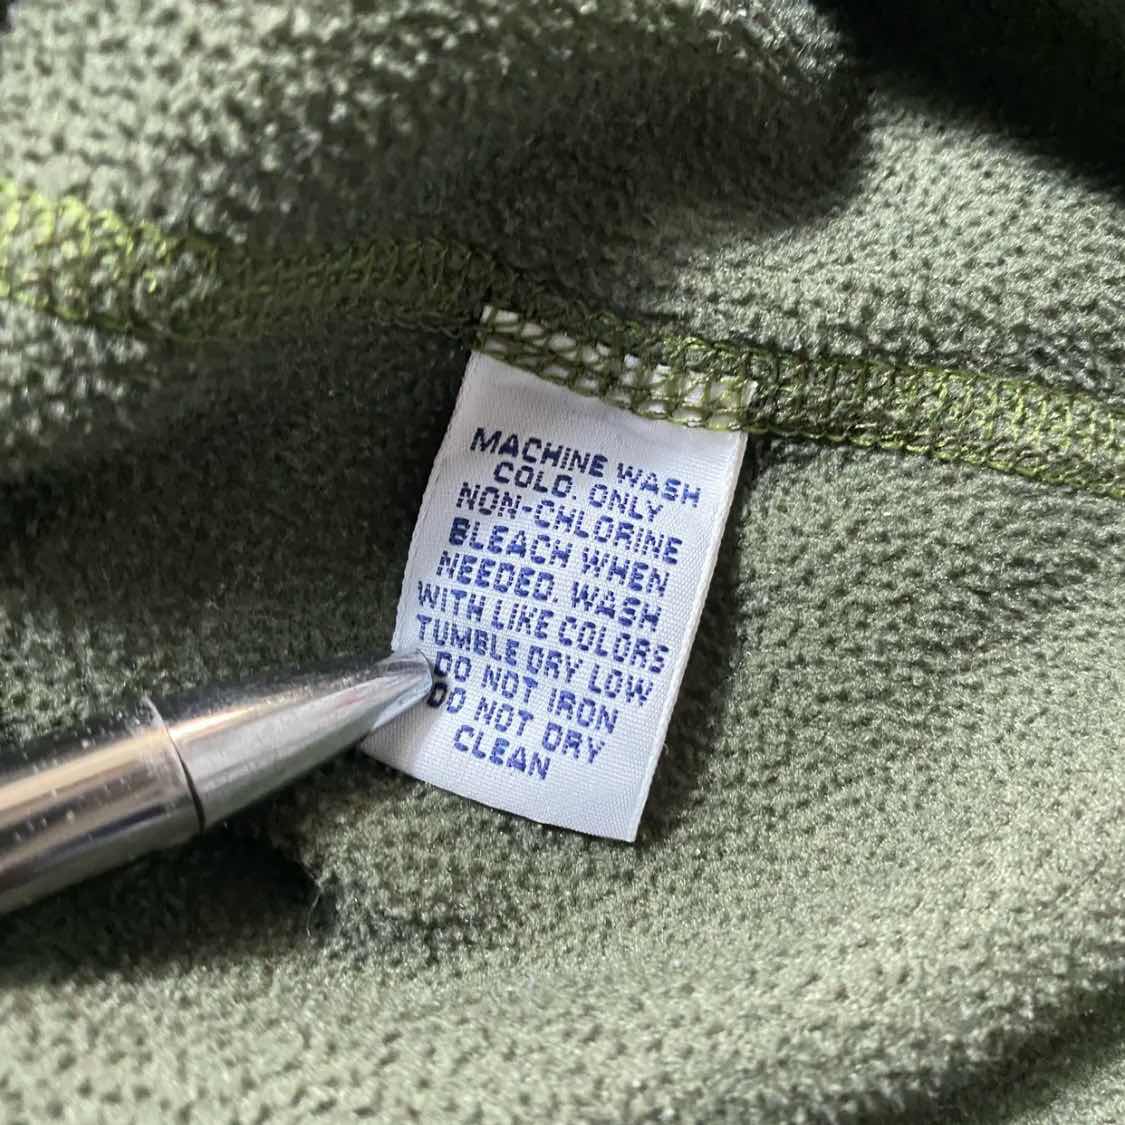 MACHINE WASH
COLD. ONLY
NON-CHLORINE
BLEACH WHEN
NEEDED. WASH
WITH LIKE COLORS
TUMBLE DRY LOW
DO NOT IRON
DO NOT DRY
CLEAN